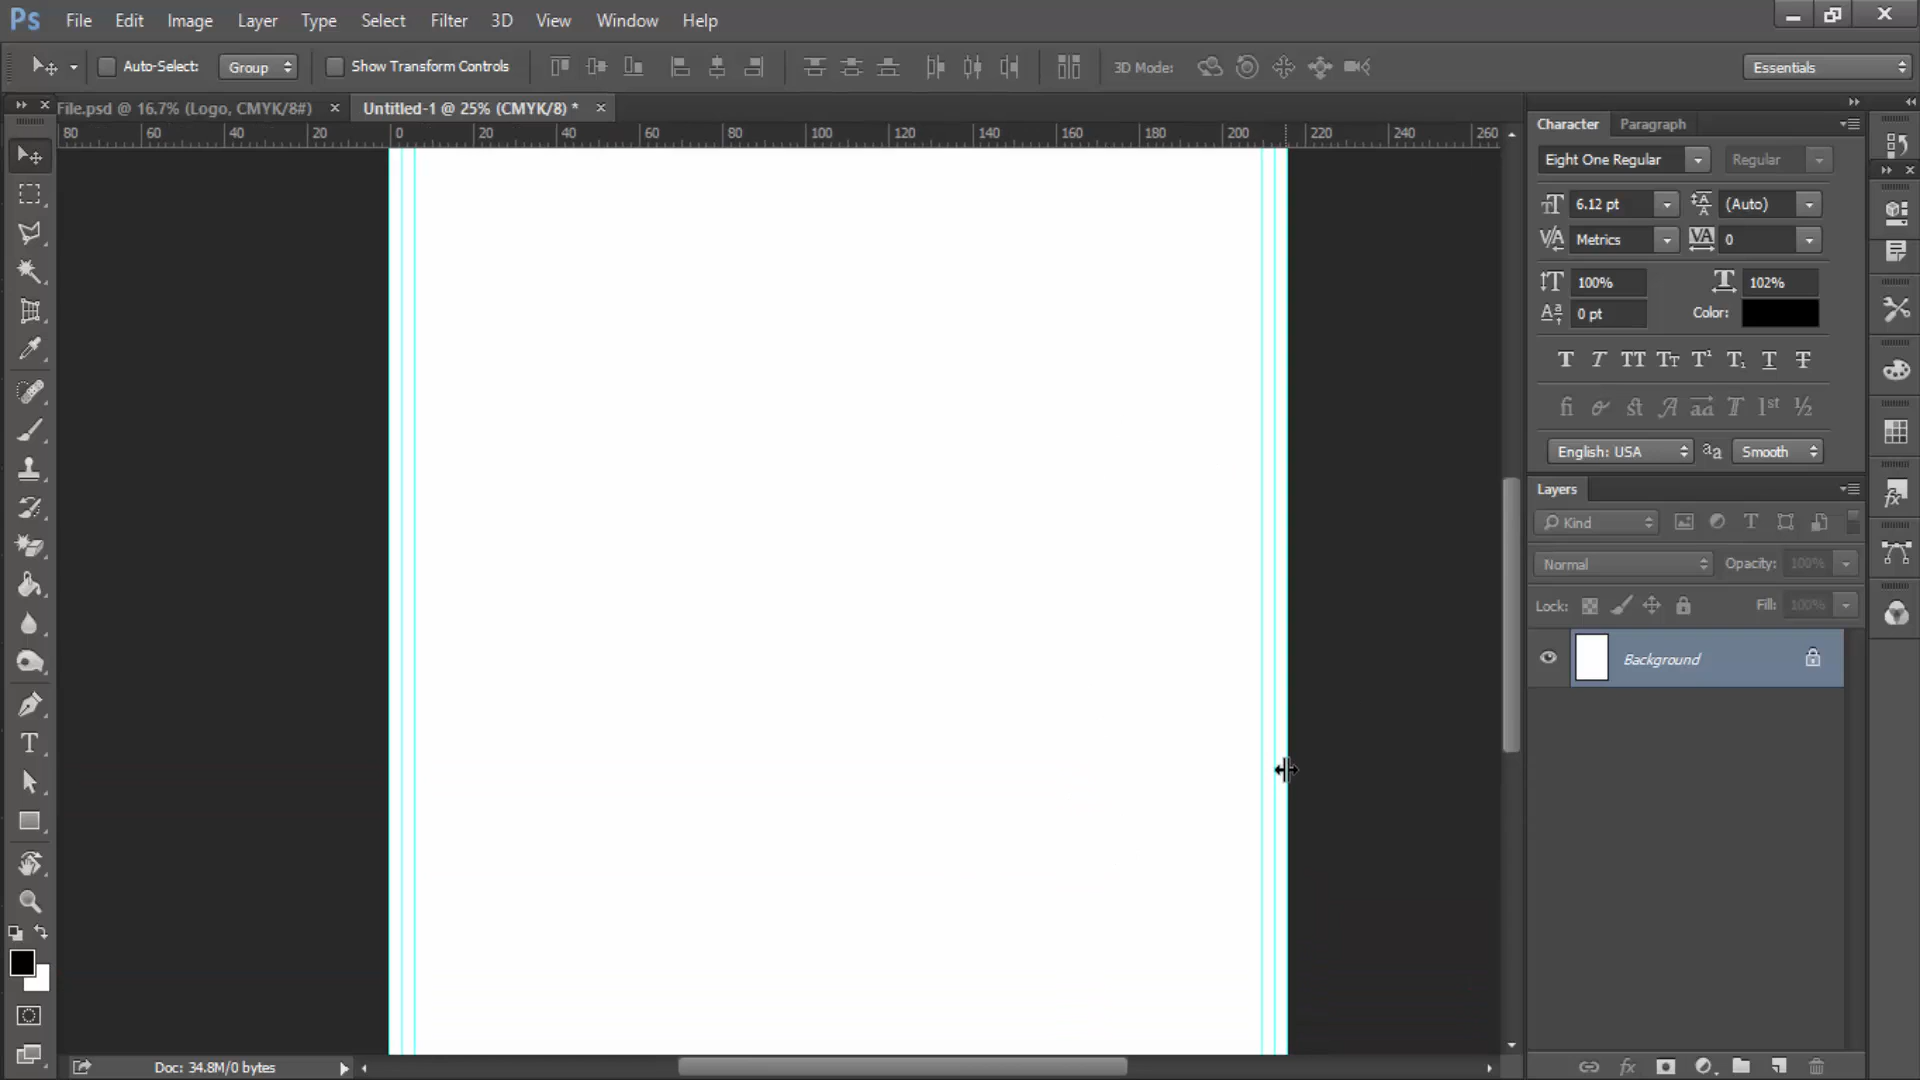 Ps File Edit Image Layer Type Select Filter 3D View Window Help
Auto-Select: Group Show Transform Controls 3D Mode: Essentials
File.psd @ 16.7% (Logo, CMYK/8#) × Untitled-1 @ 25% (CMYK/8) * ×
80 60 40 20 0 20 40 60 80 100 120 140 160 180 200 220 240 260
Character Paragraph
Eight One Regular Regular
6.12 pt (Auto)
Metrics 0
100% 102%
0 pt Color:
T T TT Tт T¹ T₁ T T
fi st A aa T 1st ½
English: USA aa Smooth
Layers
Kind
Normal Opacity: 100%
Lock: Fill: 100%
Background
Doc: 34.8M/0 bytes